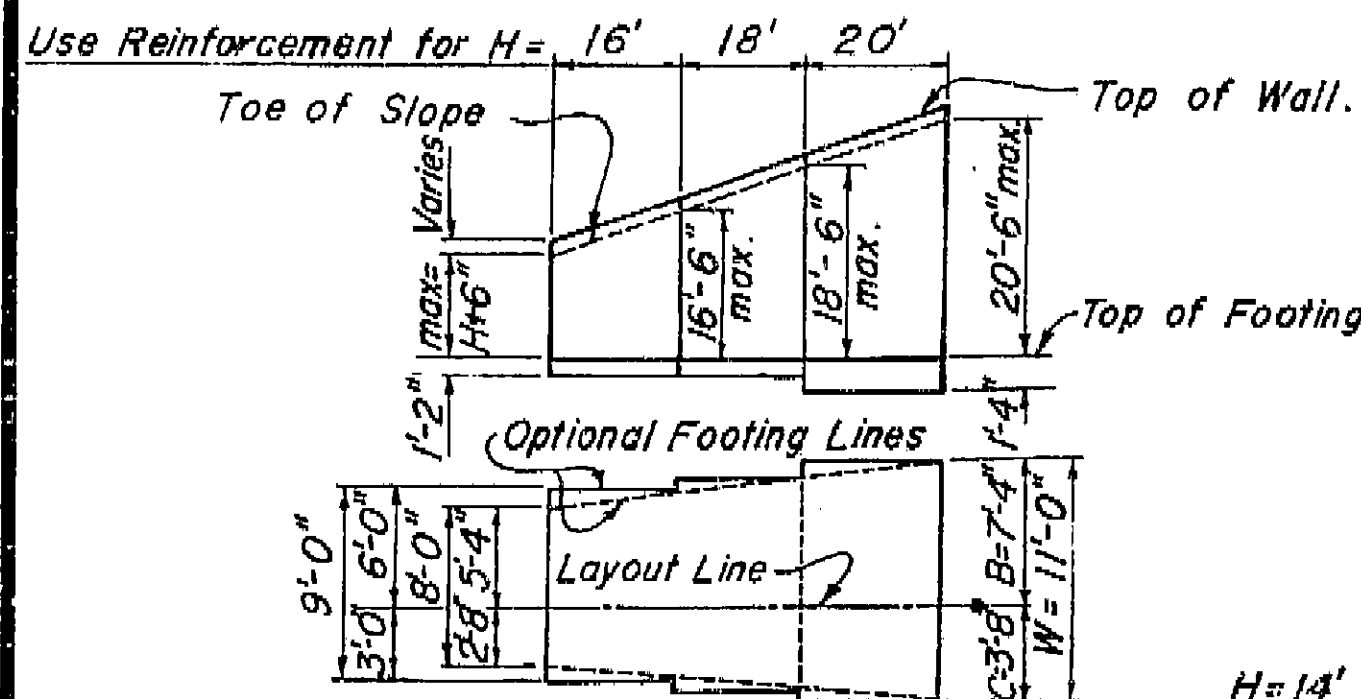 Use Reinforcement for H= 16' 18' 20'
Toe of Slope
Top of Wall.
Varies
max=
H+6"
16'-6"
max.
18'-6"
max.
20'-6" max.
Top of Footing
1'-2"
1'-4"
Optional Footing Lines
9'-0"
6'-0"
3'-0"
8'-0"
5'-4"
2'-8"
Layout Line
B=7'-4"
C=3'-8"
W=11'-0"
H=14'